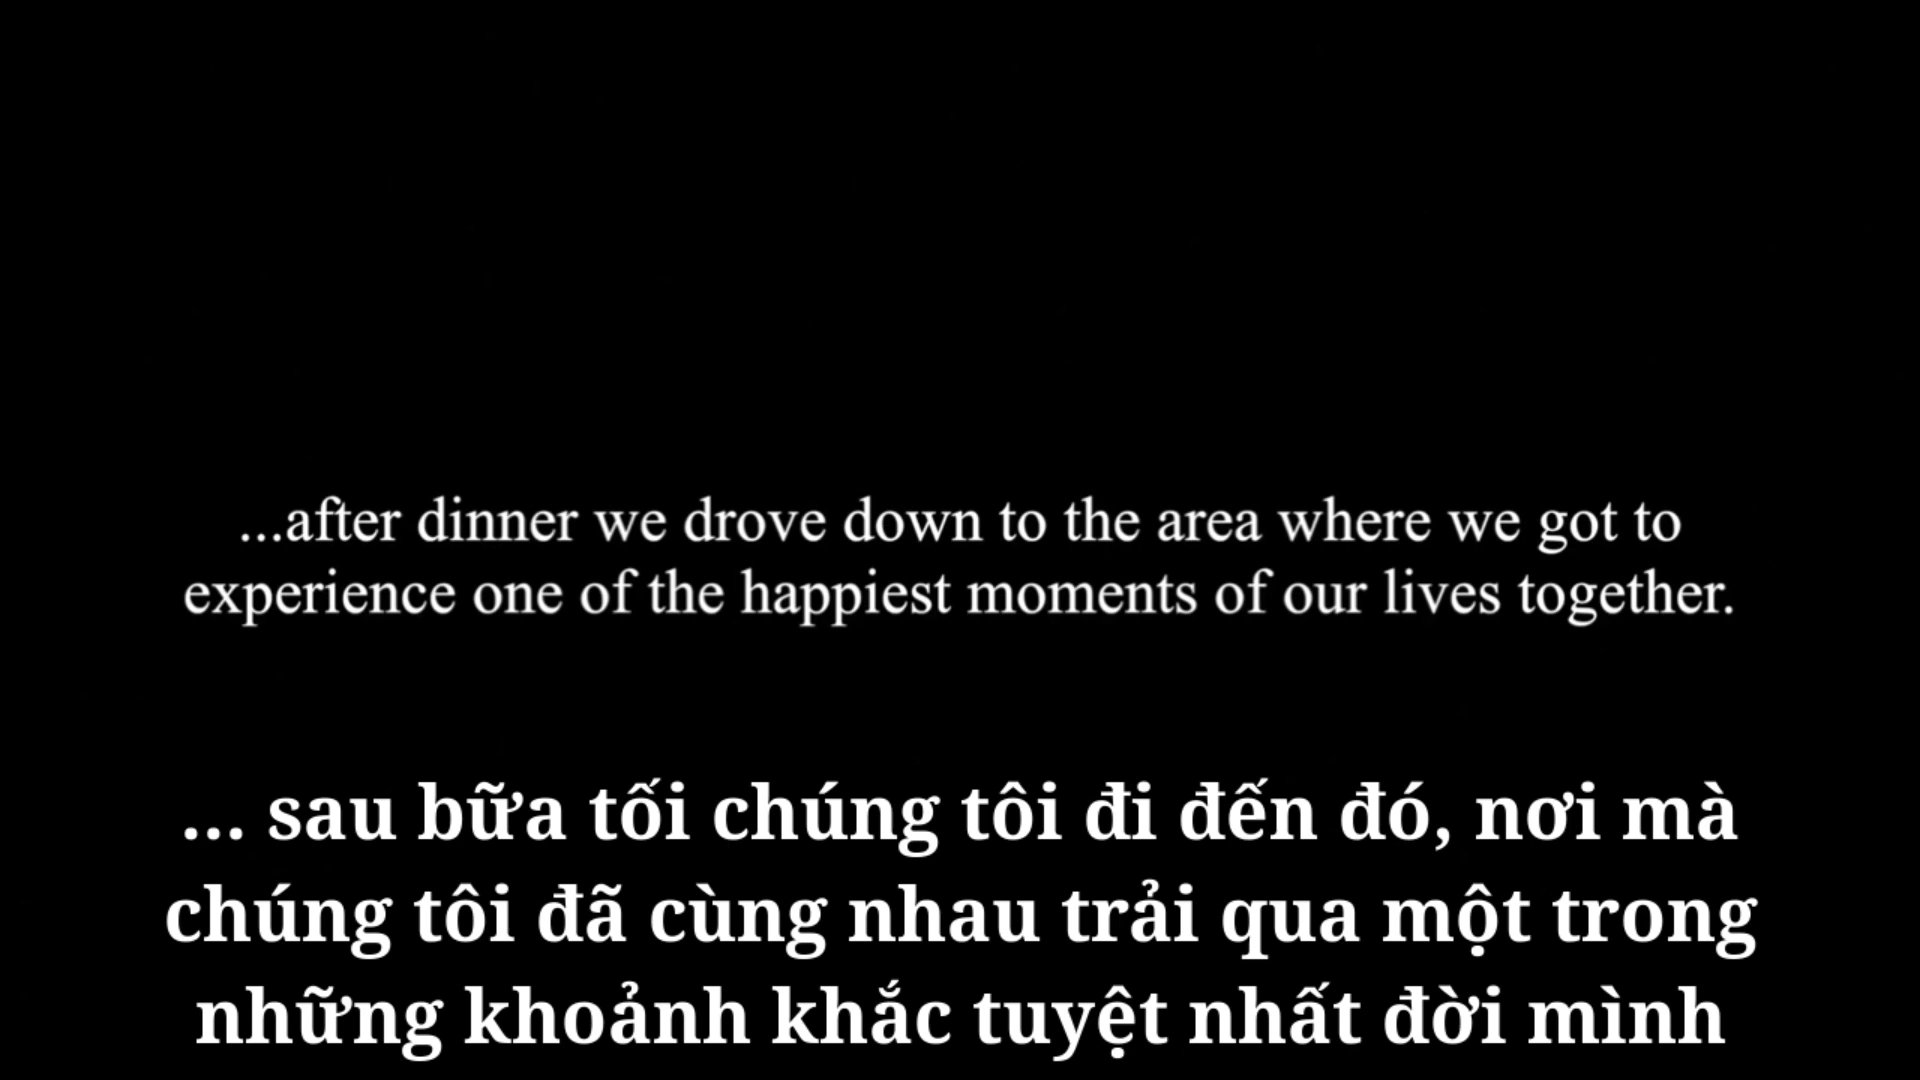 ...after dinner we drove down to the area where we got to
experience one of the happiest moments of our lives together.
... sau bữa tối chúng tôi đi đến đó, nơi mà
chúng tôi đã cùng nhau trải qua một trong
những khoảnh khắc tuyệt nhất đời mình